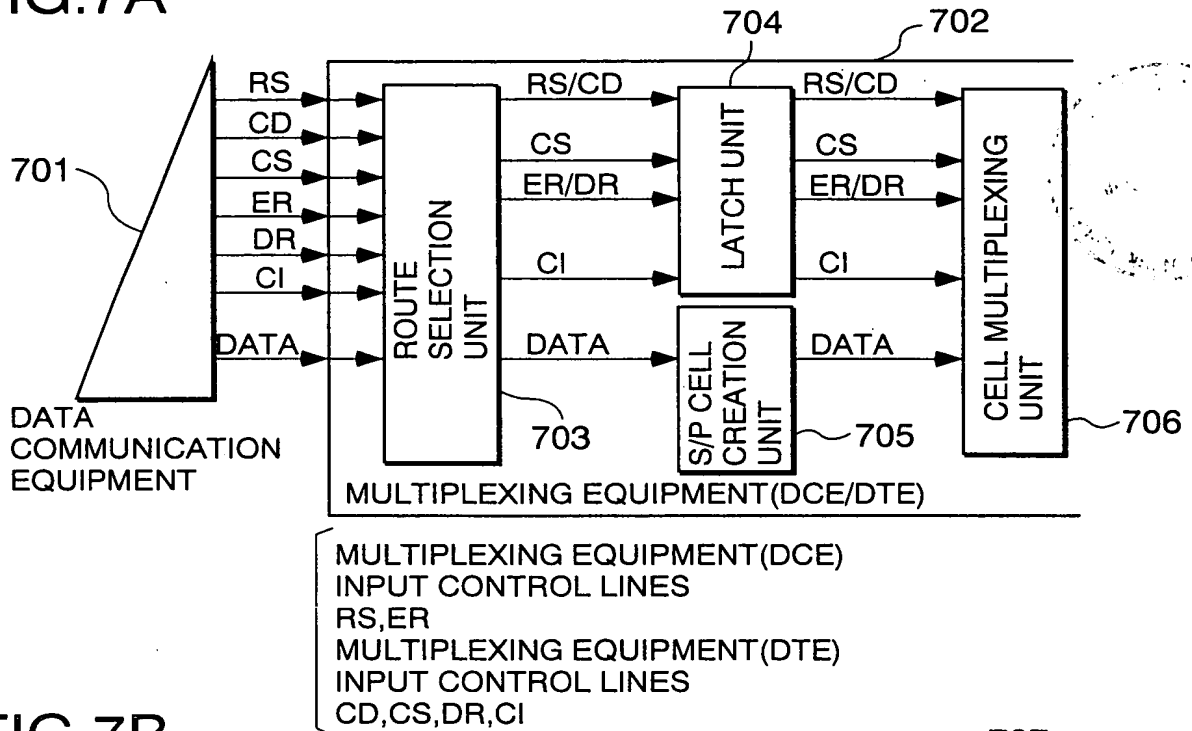 FIG.7A
702
704
RS
RS/CD
RS/CD
CD
CS
CS
CS
701
ER
ER/DR
ER/DR
DR
CI
CI
CI
DATA
DATA
DATA
ROUTE
SELECTION
UNIT
LATCH UNIT
S/P CELL
CREATION
UNIT
CELL MULTIPLEXING
UNIT
703
705
706
DATA
COMMUNICATION
EQUIPMENT
MULTIPLEXING EQUIPMENT(DCE/DTE)
MULTIPLEXING EQUIPMENT(DCE)
INPUT CONTROL LINES
RS,ER
MULTIPLEXING EQUIPMENT(DTE)
INPUT CONTROL LINES
CD,CS,DR,CI
FIG.7B